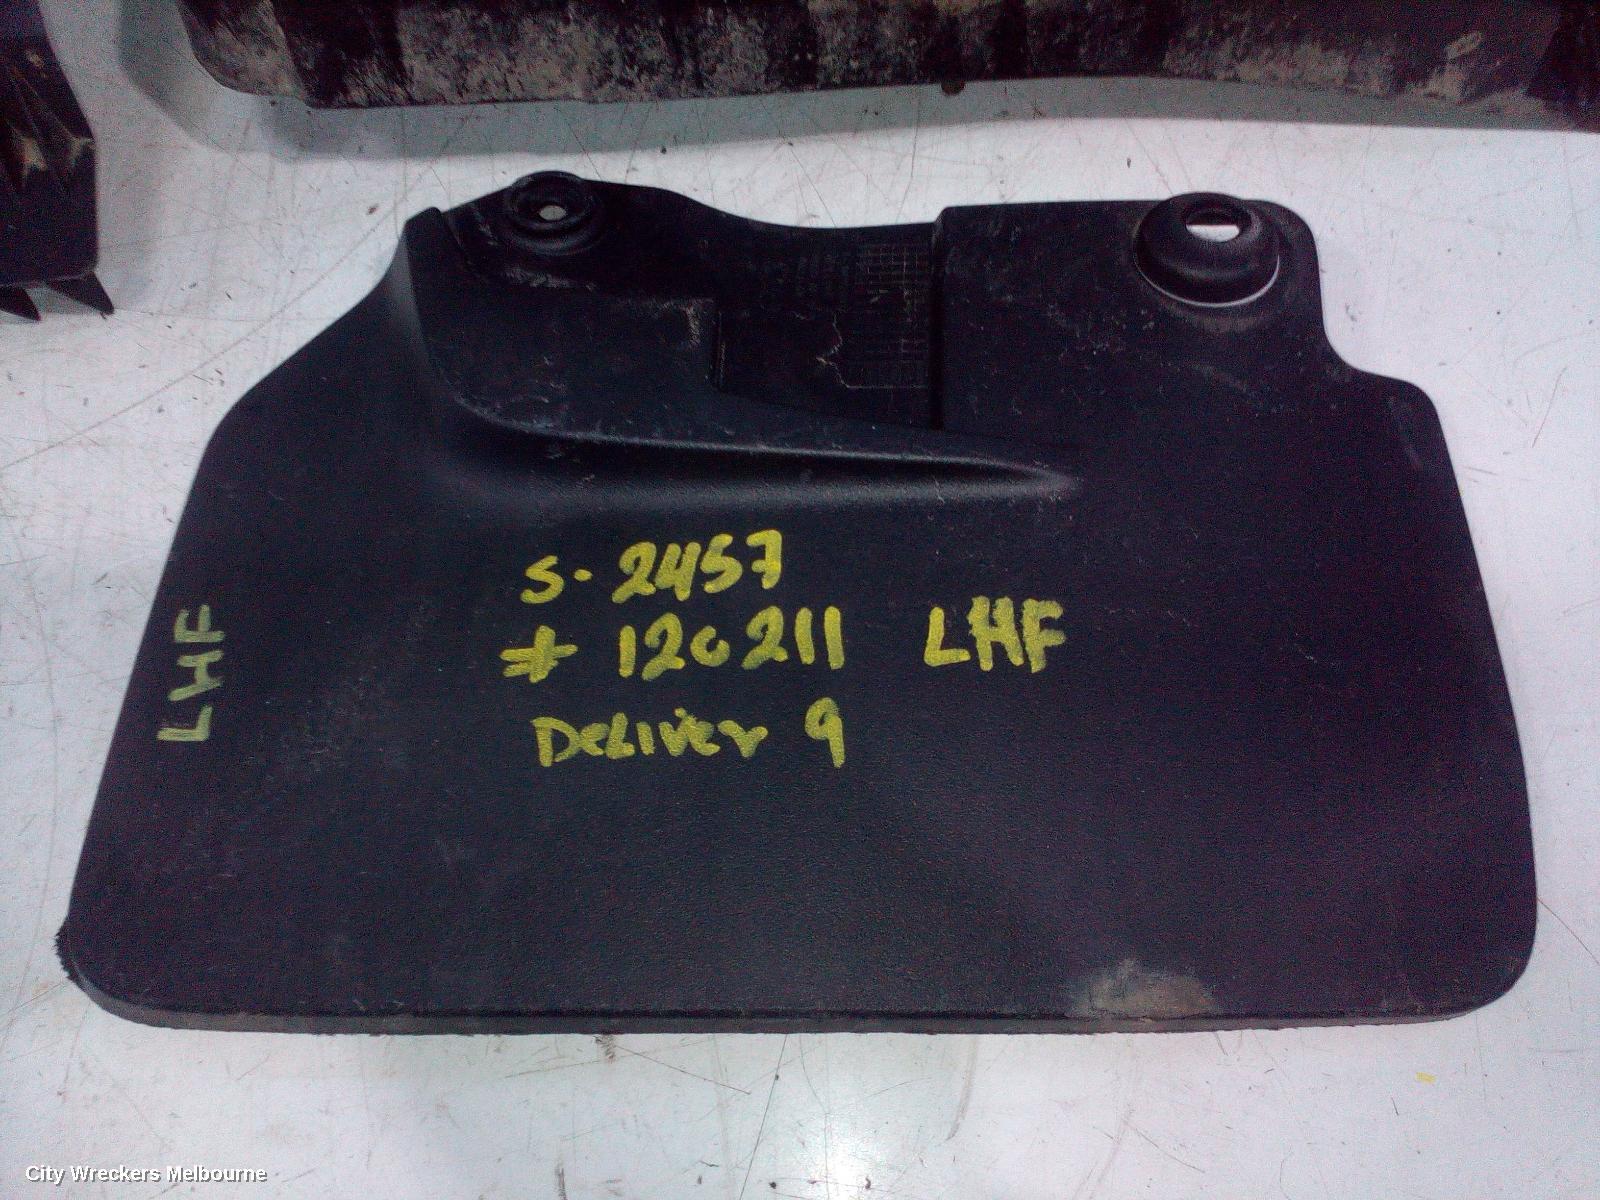 S-2457
# 120211 LHF
Deliver 9
LHF
City Wreckers Melbourne